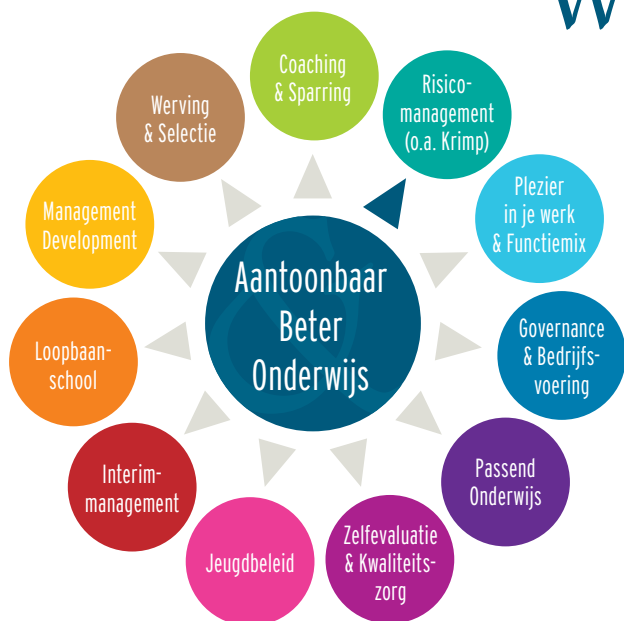 W
Coaching
& Sparring
Risico-
management
(o.a. Krimp)
Plezier
in je werk
& Functiemix
Governance
& Bedrijfs-
voering
Passend
Onderwijs
Zelfevaluatie
& Kwaliteits-
zorg
Jeugdbeleid
Interim-
management
Loopbaan-
school
Management
Development
Werving
& Selectie
Aantoonbaar
Beter
Onderwijs